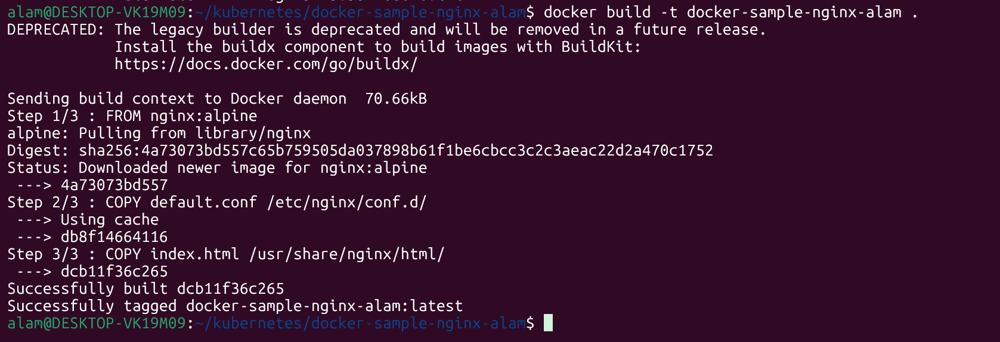 alam@DESKTOP-VK19M09:~/kubernetes/docker-sample-nginx-alam$ docker build -t docker-sample-nginx-alam .
DEPRECATED: The legacy builder is deprecated and will be removed in a future release.
            Install the buildx component to build images with BuildKit:
            https://docs.docker.com/go/buildx/

Sending build context to Docker daemon  70.66kB
Step 1/3 : FROM nginx:alpine
alpine: Pulling from library/nginx
Digest: sha256:4a73073bd557c65b759505da037898b61f1be6cbcc3c2c3aeac22d2a470c1752
Status: Downloaded newer image for nginx:alpine
 ---> 4a73073bd557
Step 2/3 : COPY default.conf /etc/nginx/conf.d/
 ---> Using cache
 ---> db8f14664116
Step 3/3 : COPY index.html /usr/share/nginx/html/
 ---> dcb11f36c265
Successfully built dcb11f36c265
Successfully tagged docker-sample-nginx-alam:latest
alam@DESKTOP-VK19M09:~/kubernetes/docker-sample-nginx-alam$